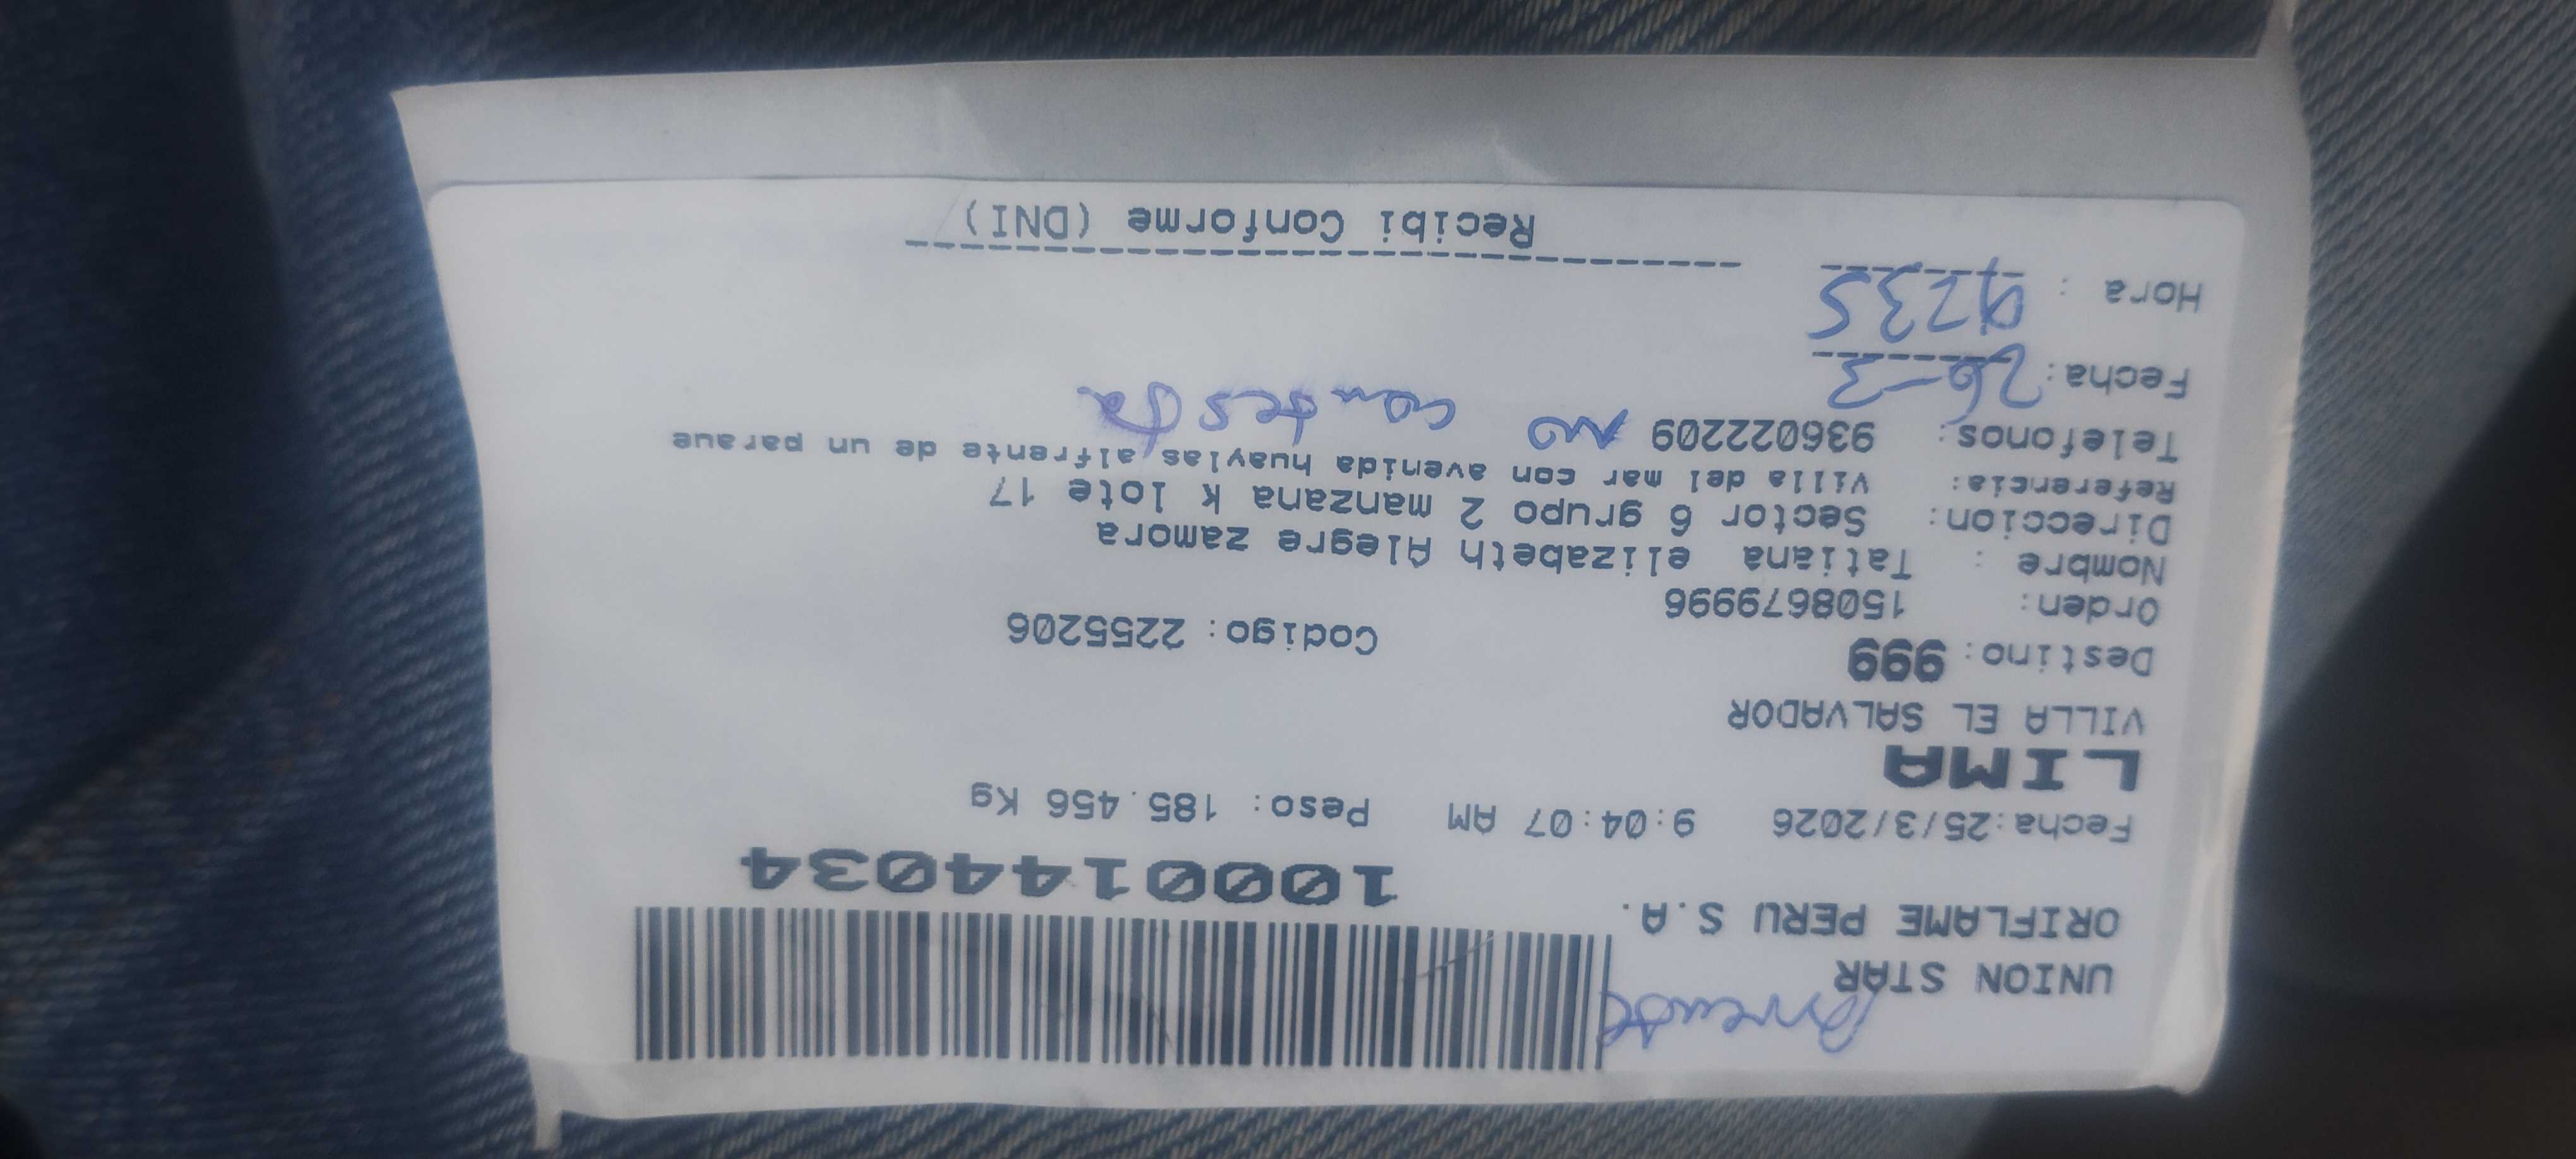 UNION STAR
ORIFLAME PERU S.A.
1000144034
Fecha:25/3/2026 9:04:07 AM Peso: 185.456 Kg
LIMA
VILLA EL SALVADOR
Destino: 999 Codigo: 2255206
Orden: 1508679996
Nombre : Tatiana elizabeth Alegre zamora
Direccion: Sector 6 grupo 2 manzana k lote 17
Referencia: Villa del mar con avenida huaylas alfrente de un parque
Telefonos: 936022209 no contesta
Fecha: 26-3
Hora : 9235
Recibi Conforme (DNI)